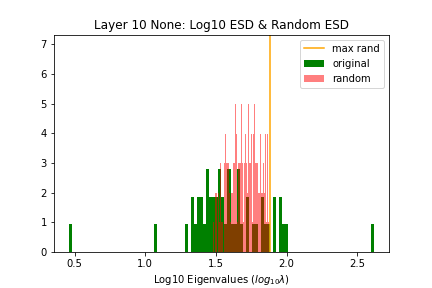 Layer 10 None: Log10 ESD & Random ESD
7
6
5
4
3
2
1
0
max rand
original
random
0.5 1.0 1.5 2.0 2.5
Log10 Eigenvalues (log₁₀λ)